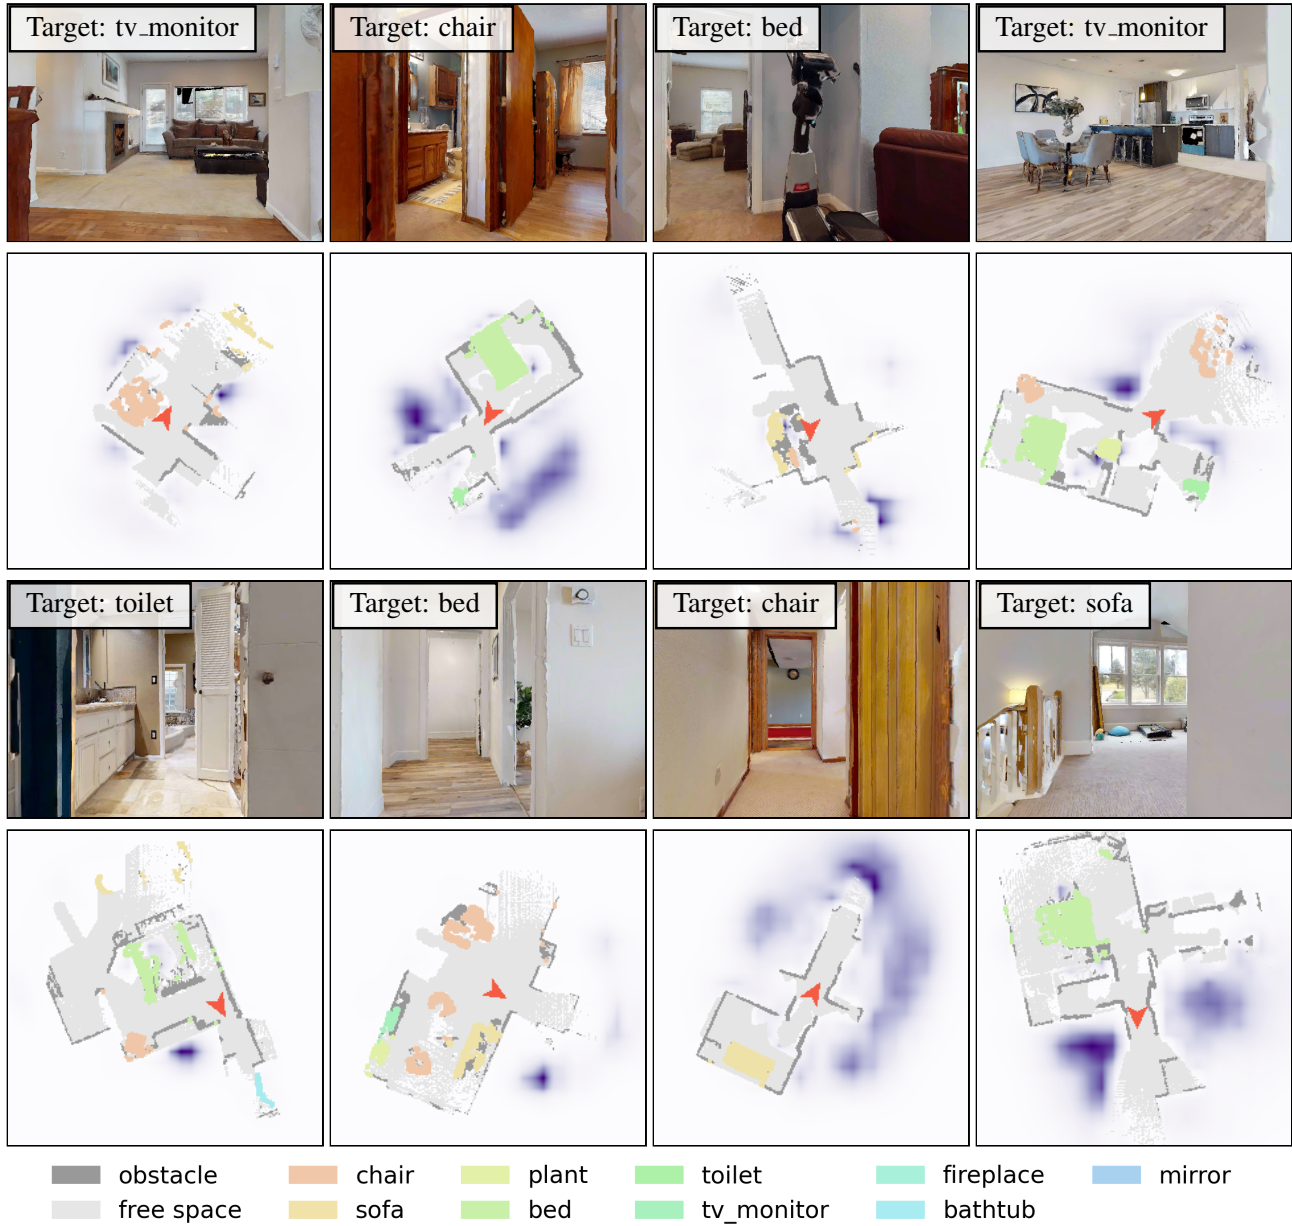 Target: tv_monitor
Target: chair
Target: bed
Target: tv_monitor
Target: toilet
Target: bed
Target: chair
Target: sofa
obstacle
chair
plant
toilet
fireplace
mirror
free space
sofa
bed
tv_monitor
bathtub